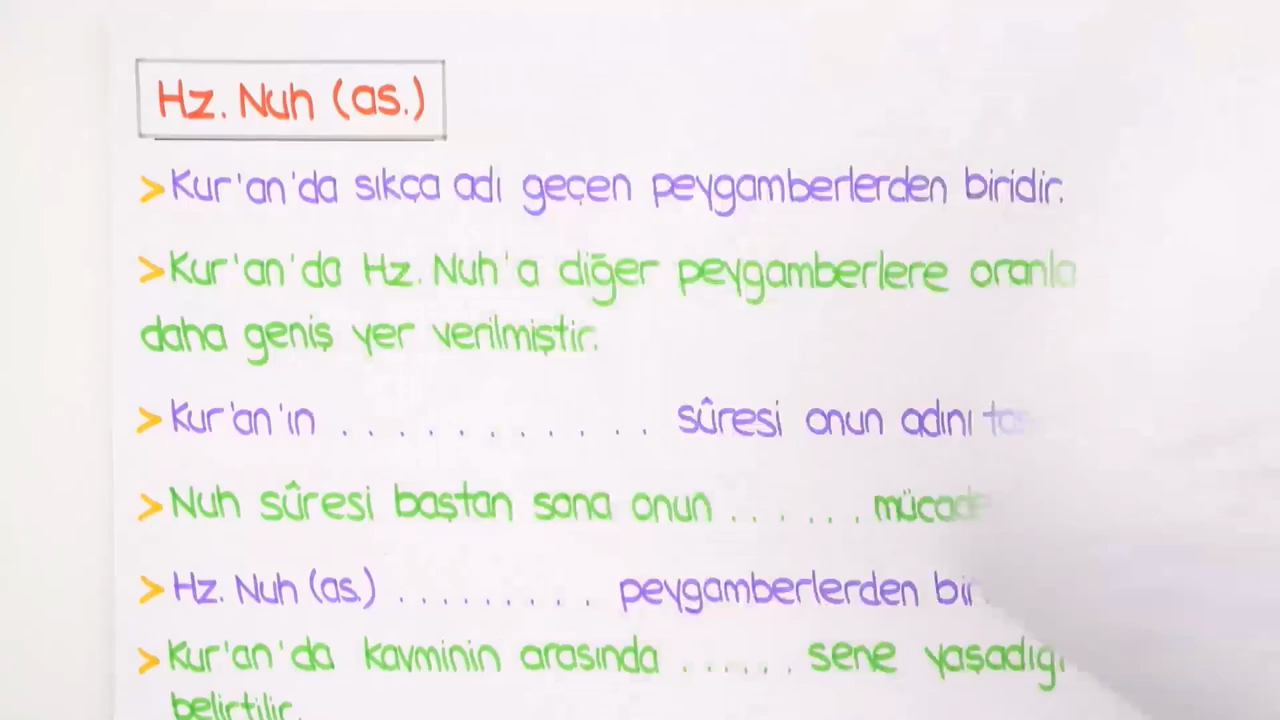 Hz. Nuh (as.)
>Kur'an'da sıkça adı geçen peygamberlerden biridir.
>Kur'an'da Hz. Nuh'a diğer peygamberlere oranla
daha geniş yer verilmiştir.
>Kur'an'ın . . . . . . . . . . . sûresi onun adını
>Nuh sûresi baştan sona onun . . . . . .
>Hz. Nuh (as.) . . . . . . . . . peygamberlerden
>Kur'an'da kavminin arasında . . . . . . sene yaşadığı
belirtilir.